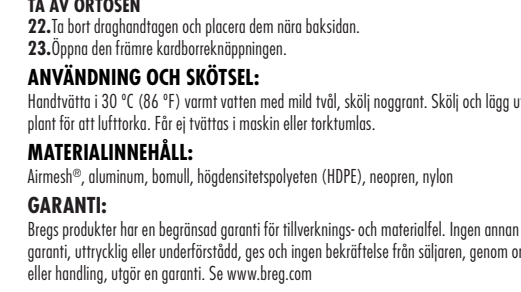 TA AV ORTOSEN
22.Ta bort draghandtagen och placera dem nära baksidan.
23.Öppna den främre kardborreknäppningen.
ANVÄNDNING OCH SKÖTSEL:
Handtvätta i 30 ºC (86 ºF) varmt vatten med mild tvål, skölj noggrant. Skölj och lägg
plant för att lufttorka. Får ej tvättas i maskin eller torktumlas.
MATERIALINNEHÅLL:
Airmesh®, aluminum, bomull, högdensitetspolyeten (HDPE), neopren, nylon
GARANTI:
Bregs produkter har en begränsad garanti för tillverknings- och materialfel. Ingen annan
garanti, uttrycklig eller underförstådd, ges och ingen bekräftelse från säljaren, genom
eller handling, utgör en garanti. Se www.breg.com